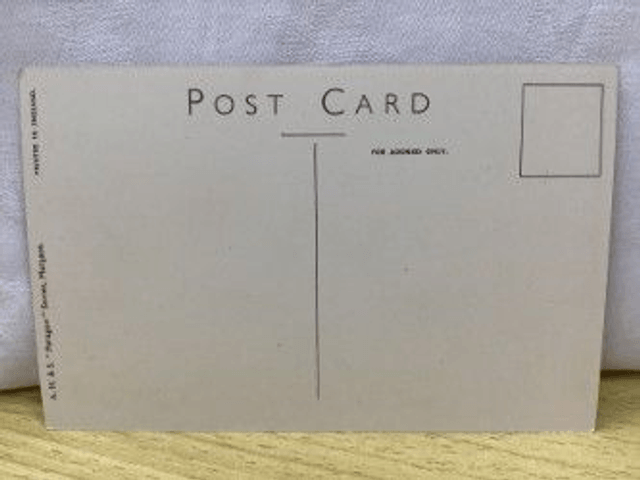 POST CARD
FOR ADDRESS ONLY.
PRINTED IN ENGLAND.
A. H. & S. "Paragon" Series, Margate.